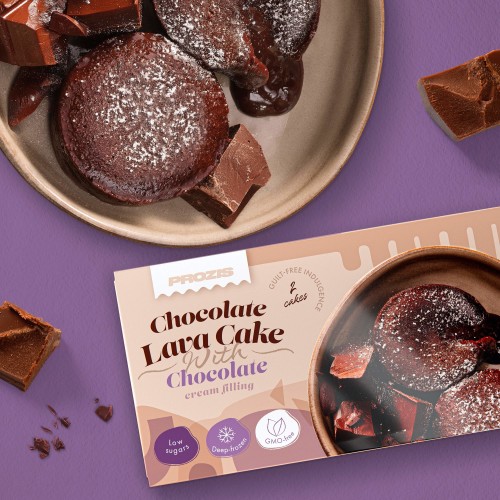 PROZIS
GUILT-FREE INDULGENCE
2
cakes
Chocolate
Lava Cake
With
Chocolate
cream filling
Low
sugars
Deep-frozen
GMO-free